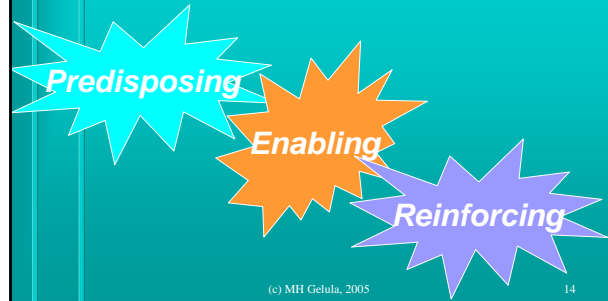 Predisposing
Enabling
Reinforcing
(c) MH Gelula, 2005 14